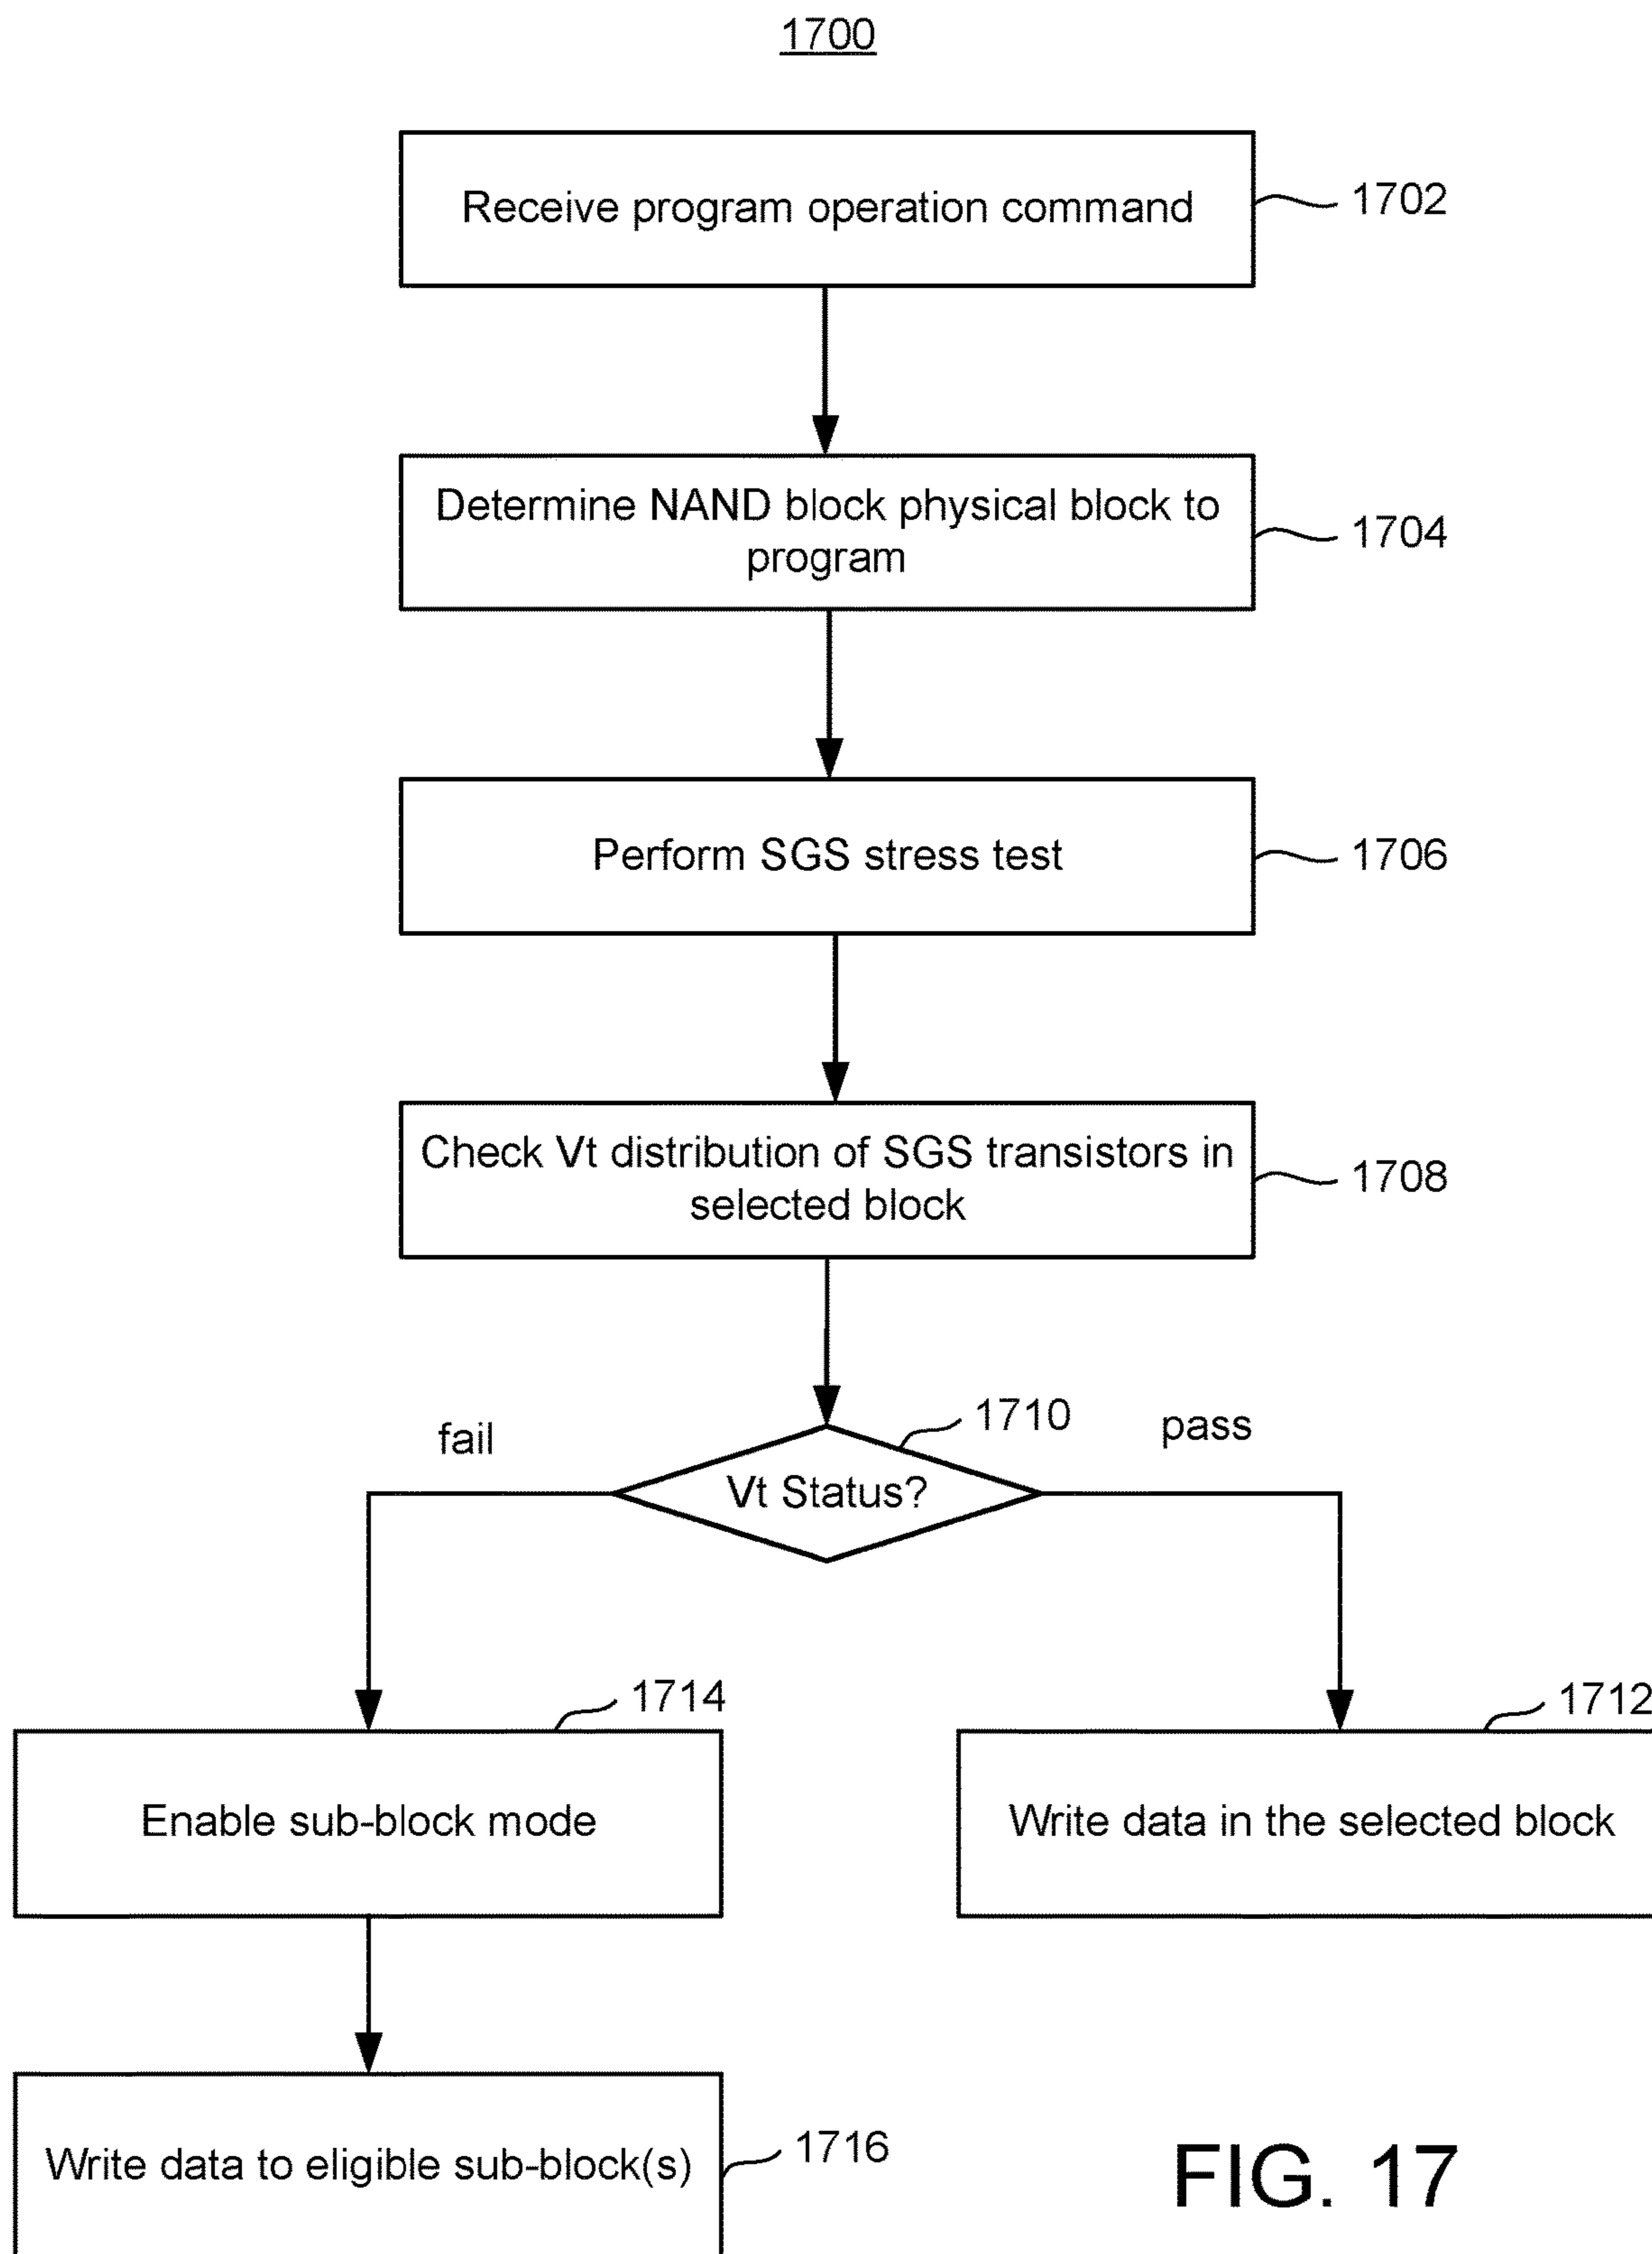 1700
Receive program operation command
1702
Determine NAND block physical block to
program
1704
Perform SGS stress test
1706
Check Vt distribution of SGS transistors in
selected block
1708
fail
1710
pass
Vt Status?
1714
1712
Enable sub-block mode
Write data in the selected block
Write data to eligible sub-block(s)
1716
FIG. 17